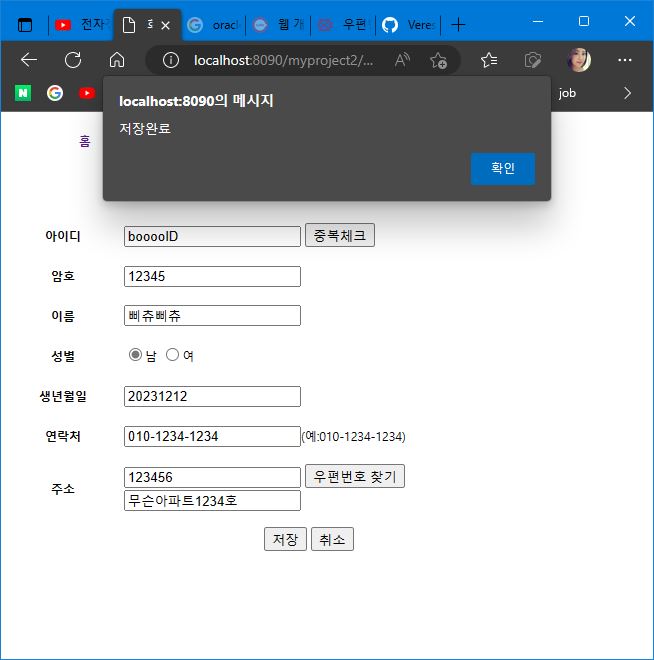 전자
호
oracl
웹 개
우편
Veres
localhost:8090/myproject2/...
job
localhost:8090의 메시지
저장완료
확인
홈
아이디 booooID 중복체크
암호 12345
이름 삐츄삐츄
성별 남 여
생년월일 20231212
연락처 010-1234-1234 (예:010-1234-1234)
주소 123456 우편번호 찾기
무슨아파트1234호
저장 취소